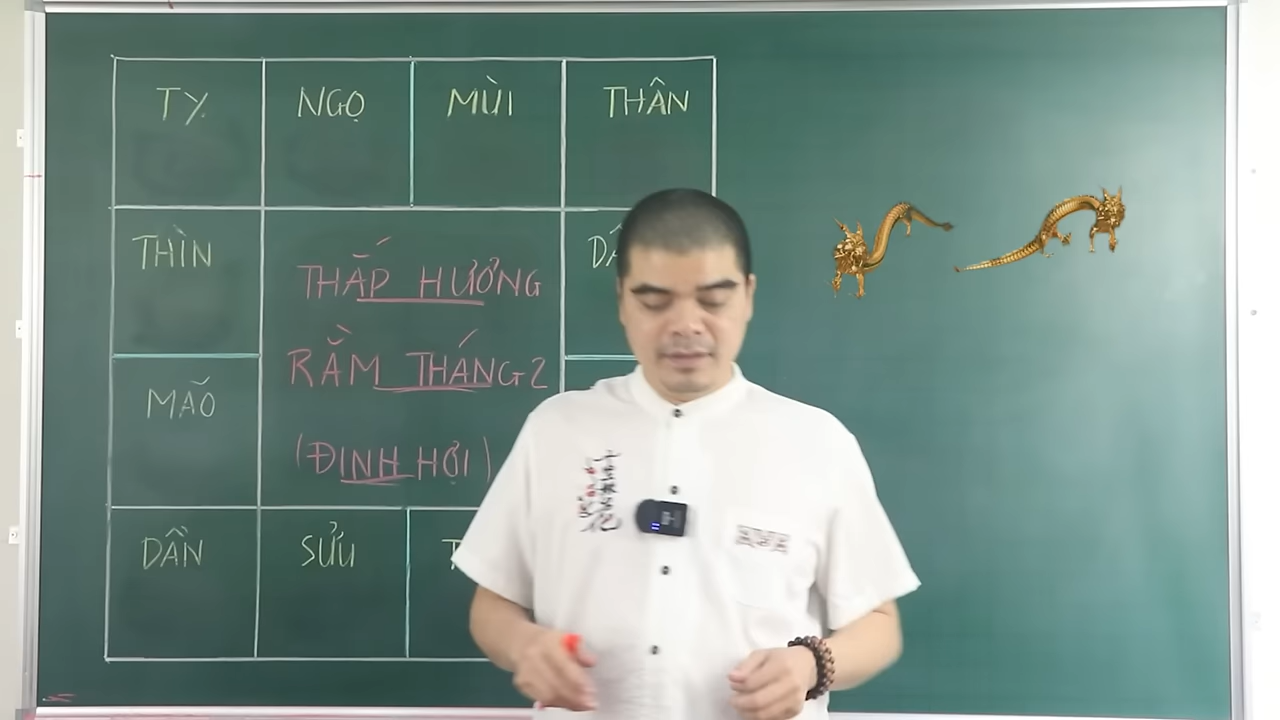 TỴ
NGỌ
MÙI
THÂN
THÌN
THẮP HƯƠNG
MÃO
RẰM THÁNG 2
(ĐINH HỢI)
DẦN
SỬU